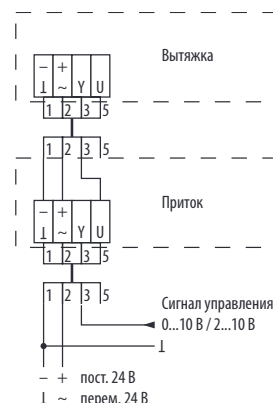 Вытяжка
– +
⊥ ~ Y U
1 2 3 5
1 2 3 5
Приток
– +
⊥ ~ Y U
1 2 3 5
1 2 3 5
Сигнал управления
0...10 В / 2...10 В
⊥
– + пост. 24 В
⊥ ~ перем. 24 В